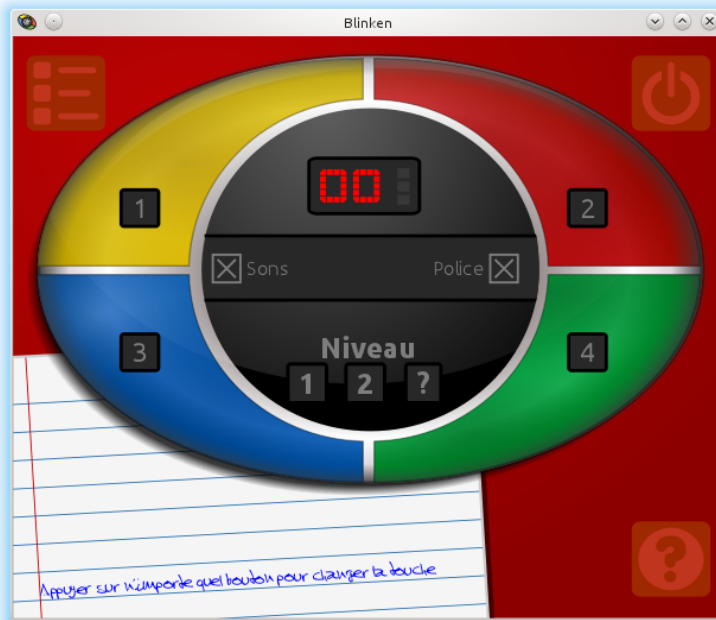 Blinken
00
1
2
Sons
Police
3
4
Niveau
1 2 ?
Appuyer sur n'importe quel bouton pour changer la touche
?